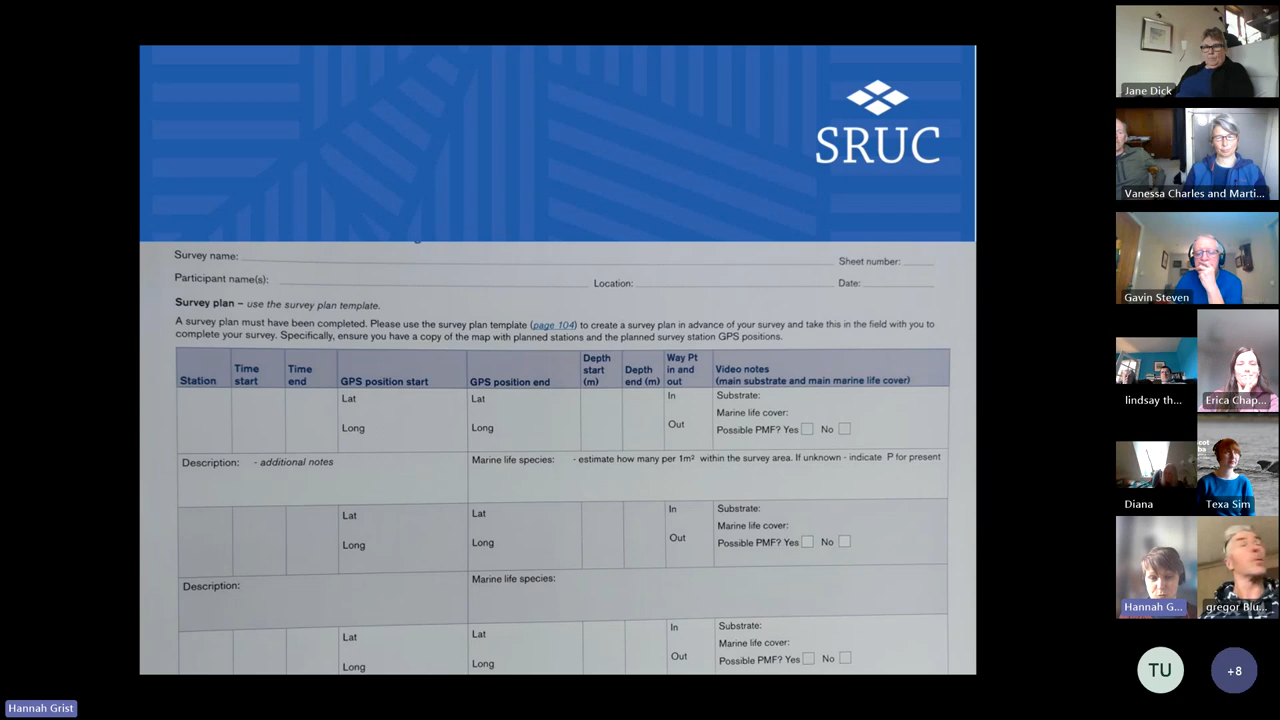 SRUC
Survey name:
Sheet number:
Participant name(s):
Location:
Date:
Survey plan – use the survey plan template.
A survey plan must have been completed. Please use the survey plan template (page 104) to create a survey plan in advance of your survey and take this in the field with you to
complete your survey. Specifically, ensure you have a copy of the map with planned stations and the planned survey station GPS positions.
Station
Time start
Time end
GPS position start
GPS position end
Depth start (m)
Depth end (m)
Way Pt in and out
Video notes
(main substrate and main marine life cover)
Lat
Long
Lat
Long
In
Out
Substrate:
Marine life cover:
Possible PMF? Yes No
Description: - additional notes
Marine life species: - estimate how many per 1m² within the survey area. If unknown - indicate P for present
Lat
Long
Lat
Long
In
Out
Substrate:
Marine life cover:
Possible PMF? Yes No
Description:
Marine life species:
Lat
Long
Lat
Long
In
Out
Substrate:
Marine life cover:
Possible PMF? Yes No
Jane Dick
Vanessa Charles and Marti...
Gavin Steven
lindsay th...
Erica Chap...
Diana
Texa Sim
Hannah G...
gregor Blu...
TU
+8
Hannah Grist